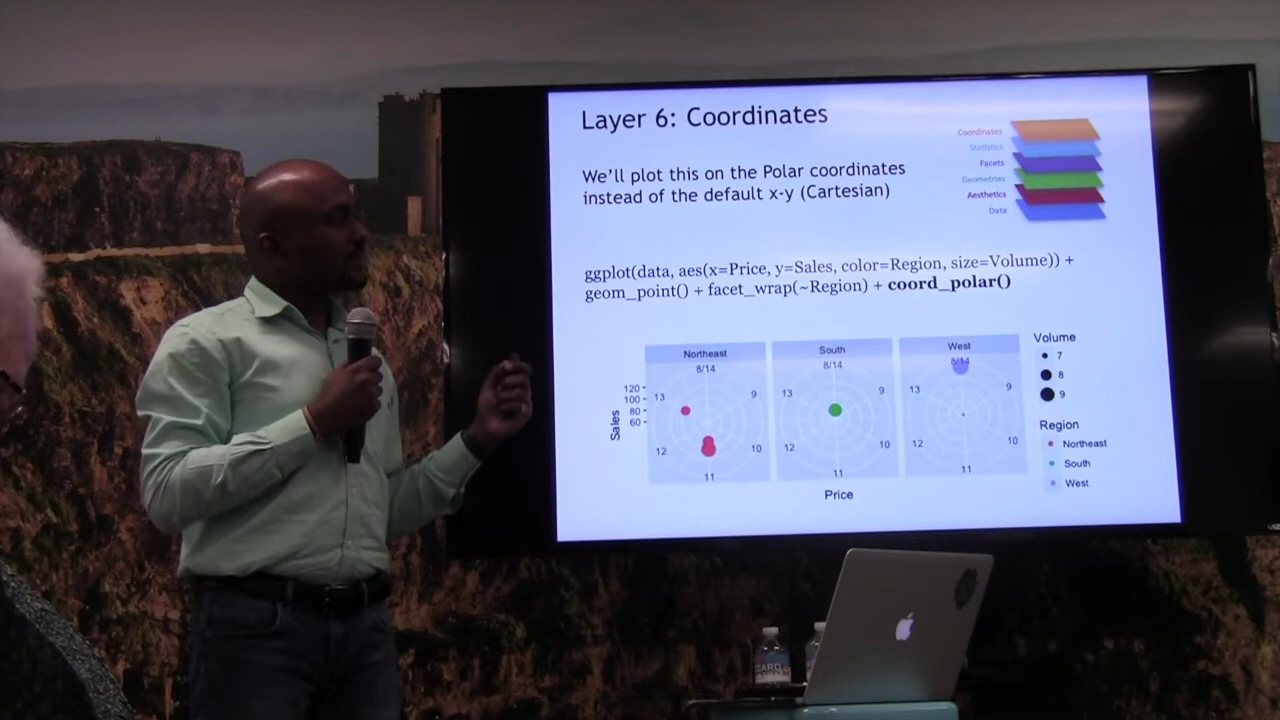 Layer 6: Coordinates
We'll plot this on the Polar coordinates
instead of the default x-y (Cartesian)
Coordinates
Statistics
Facets
Geometries
Aesthetics
Data
ggplot(data, aes(x=Price, y=Sales, color=Region, size=Volume)) +
geom_point() + facet_wrap(~Region) + coord_polar()
Northeast
8/14
13
9
12
10
11
120
100
80
60
Sales
South
8/14
13
9
12
10
11
West
8/14
13
9
12
10
11
Price
Volume
7
8
9
Region
Northeast
South
West